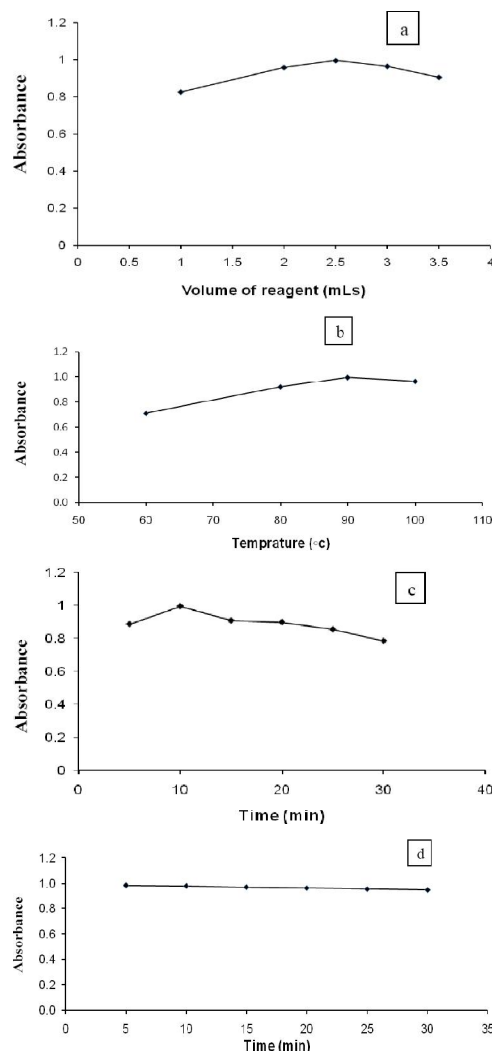 a
1.2
1
0.8
0.6
0.4
0.2
0
Absorbance
0 0.5 1 1.5 2 2.5 3 3.5 4
Volume of reagent (mLs)
b
1.2
1.0
0.8
0.6
0.4
0.2
0.0
Absorbance
50 60 70 80 90 100 110
Temprature (◦c)
c
1.2
1
0.8
0.6
0.4
0.2
0
Absorbance
0 10 20 30 40
Time (min)
d
1.2
1.0
0.8
0.6
0.4
0.2
0.0
Absorbance
0 5 10 15 20 25 30 35
Time (min)